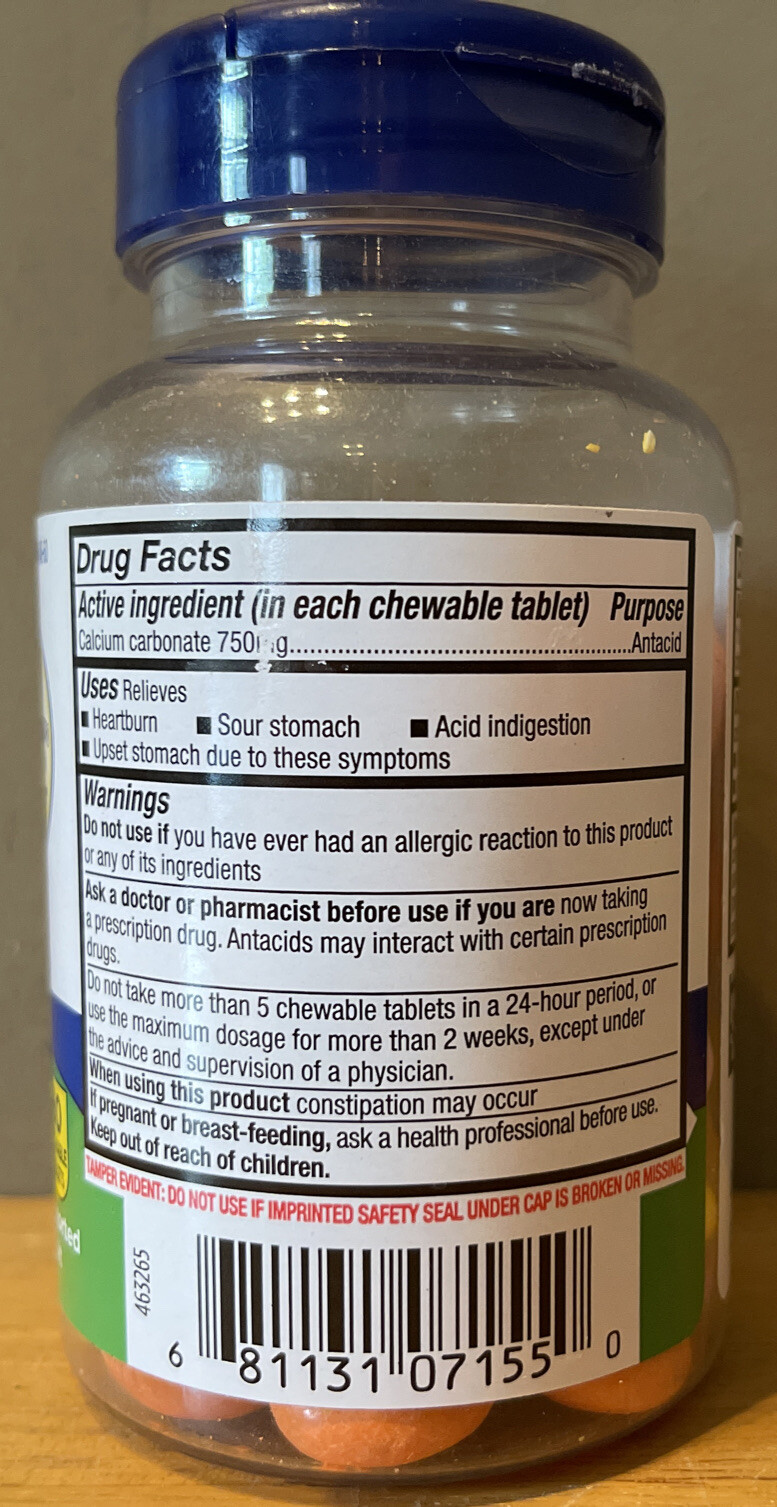 Drug Facts
Active ingredient (in each chewable tablet) Purpose
Calcium carbonate 750mg......................................................Antacid
Uses Relieves
■ Heartburn ■ Sour stomach ■ Acid indigestion
■ Upset stomach due to these symptoms
Warnings
Do not use if you have ever had an allergic reaction to this product
or any of its ingredients
Ask a doctor or pharmacist before use if you are now taking
a prescription drug. Antacids may interact with certain prescription
drugs.
Do not take more than 5 chewable tablets in a 24-hour period, or
use the maximum dosage for more than 2 weeks, except under
the advice and supervision of a physician.
When using this product constipation may occur
If pregnant or breast-feeding, ask a health professional before use.
Keep out of reach of children.
TAMPER EVIDENT: DO NOT USE IF IMPRINTED SAFETY SEAL UNDER CAP IS BROKEN OR MISSING.
463265
6 81131 07155 0